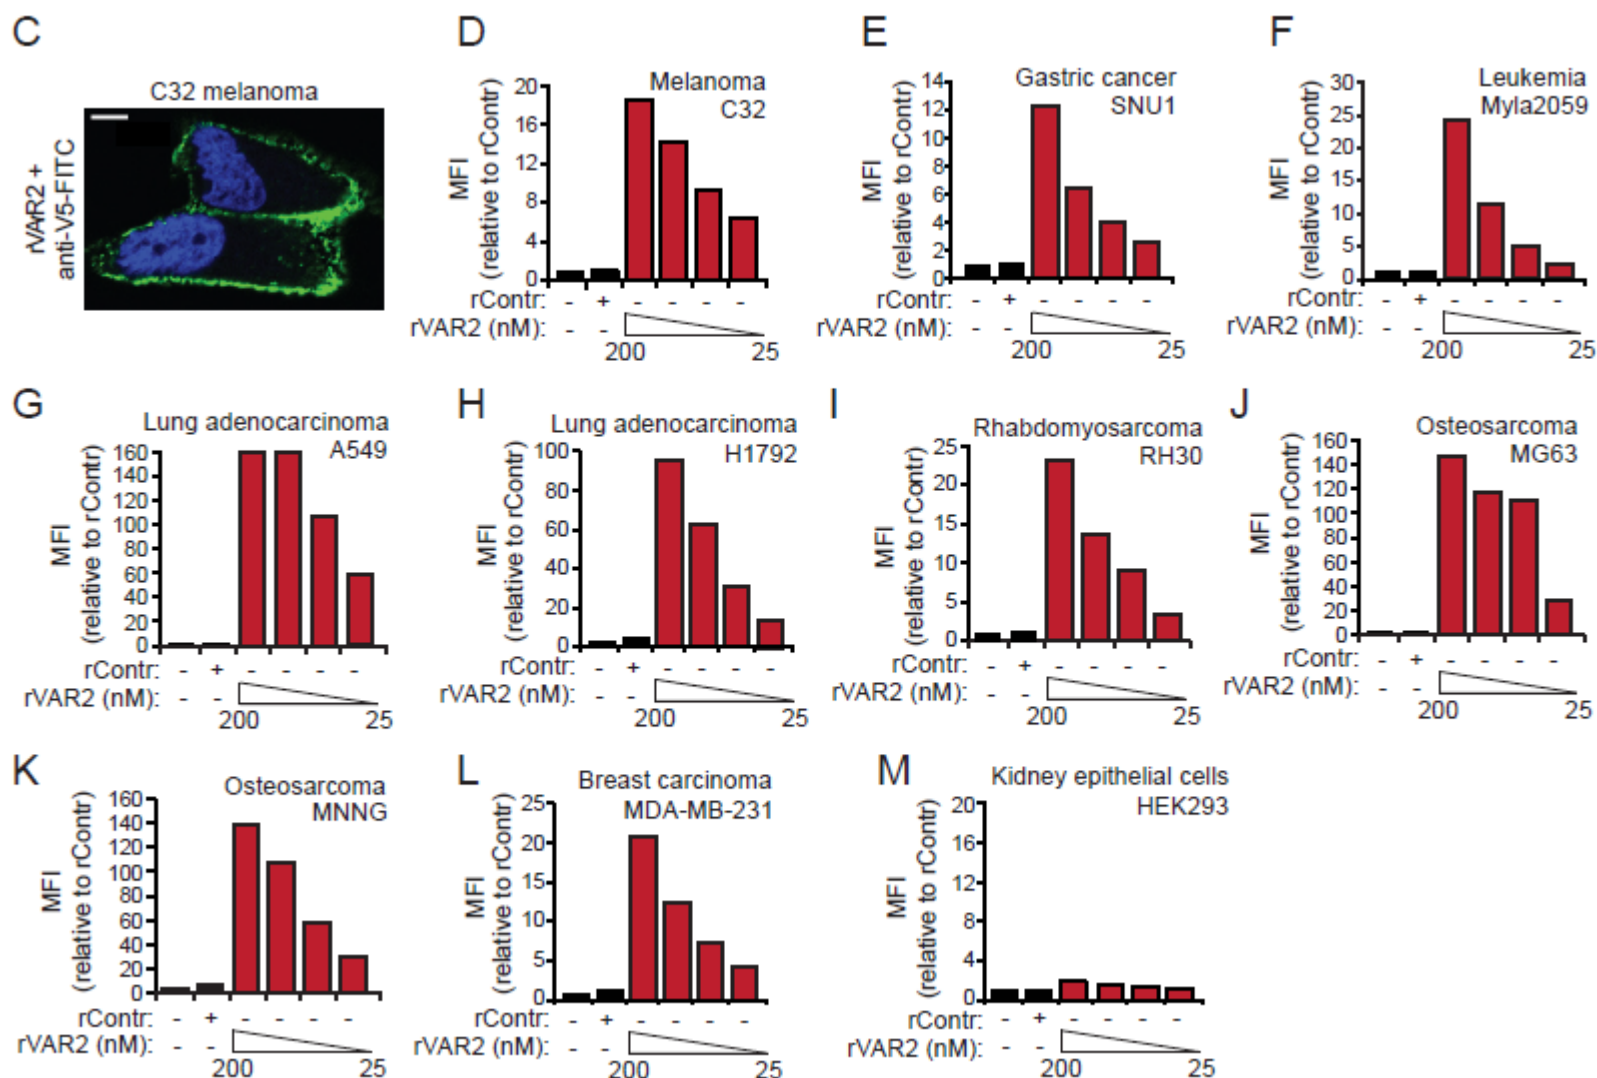 C
C32 melanoma
rVAR2 +
anti-V5-FITC
D
Melanoma
C32
MFI
(relative to rContr)
20
16
12
8
4
0
rContr: - + - - - -
rVAR2 (nM): - -
200 25
E
Gastric cancer
SNU1
MFI
(relative to rContr)
14
12
10
8
6
4
2
0
rContr: - + - - - -
rVAR2 (nM): - -
200 25
F
Leukemia
Myla2059
MFI
(relative to rContr)
30
25
20
15
10
5
0
rContr: - + - - - -
rVAR2 (nM): - -
200 25
G
Lung adenocarcinoma
A549
MFI
(relative to rContr)
160
140
120
100
80
60
40
20
0
rContr: - + - - - -
rVAR2 (nM): - -
200 25
H
Lung adenocarcinoma
H1792
MFI
(relative to rContr)
100
80
60
40
20
0
rContr: - + - - - -
rVAR2 (nM): - -
200 25
I
Rhabdomyosarcoma
RH30
MFI
(relative to rContr)
25
20
15
10
5
0
rContr: - + - - - -
rVAR2 (nM): - -
200 25
J
Osteosarcoma
MG63
MFI
(relative to rContr)
160
140
120
100
80
60
40
20
0
rContr: - + - - - -
rVAR2 (nM): - -
200 25
K
Osteosarcoma
MNNG
MFI
(relative to rContr)
160
140
120
100
80
60
40
20
0
rContr: - + - - - -
rVAR2 (nM): - -
200 25
L
Breast carcinoma
MDA-MB-231
MFI
(relative to rContr)
25
20
15
10
5
0
rContr: - + - - - -
rVAR2 (nM): - -
200 25
M
Kidney epithelial cells
HEK293
MFI
(relative to rContr)
20
16
12
8
4
0
rContr: - + - - - -
rVAR2 (nM): - -
200 25